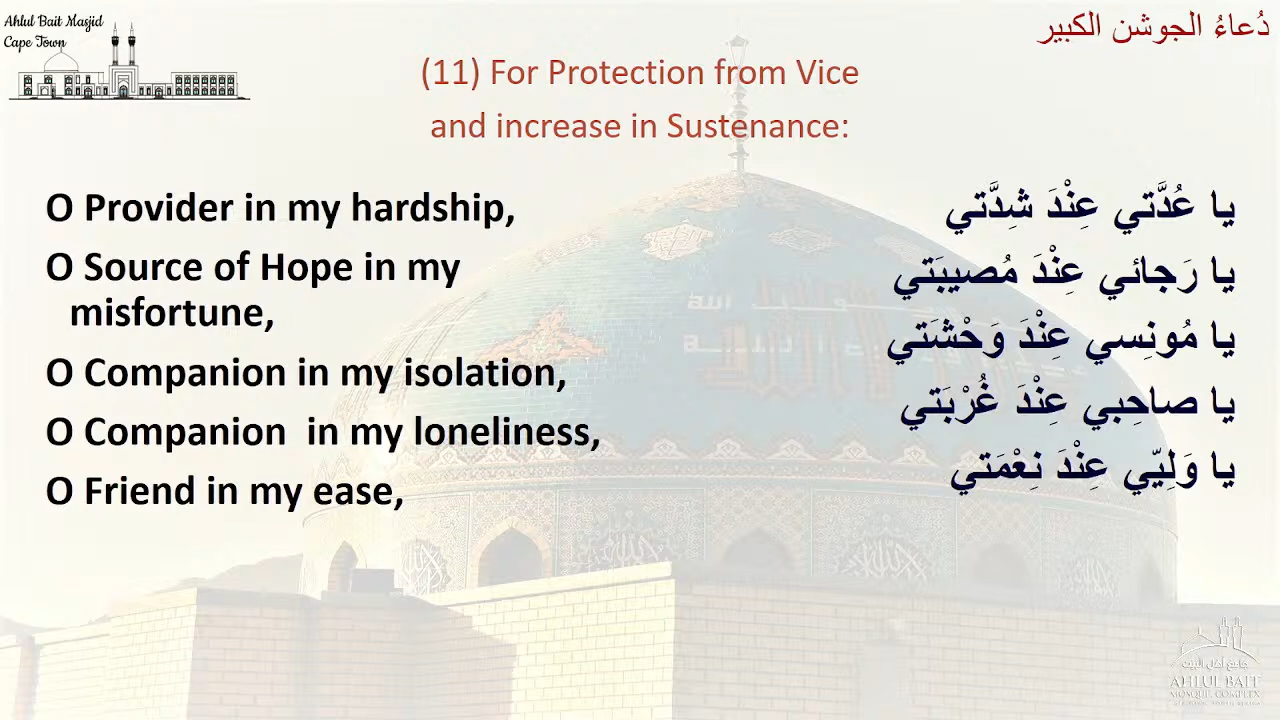 Ahlul Bait Masjid
Cape Town
دُعاءُ الجوشن الكبير
(11) For Protection from Vice
and increase in Sustenance:
O Provider in my hardship,
O Source of Hope in my
misfortune,
O Companion in my isolation,
O Companion  in my loneliness,
O Friend in my ease,
يا عُدَّتي عِنْدَ شِدَّتي
يا رَجائي عِنْدَ مُصيبَتي
يا مُونِسي عِنْدَ وَحْشَتي
يا صاحِبي عِنْدَ غُرْبَتي
يا وَلِيّي عِنْدَ نِعْمَتي
جامع أهل البيت
AHLUL BAIT
MOSQUE COMPLEX